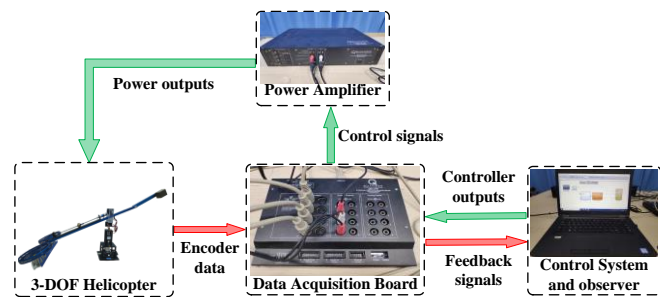 Power outputs
Power Amplifier
Control signals
Controller
outputs
Encoder
data
Feedback
signals
3-DOF Helicopter
Data Acquisition Board
Control System
and observer